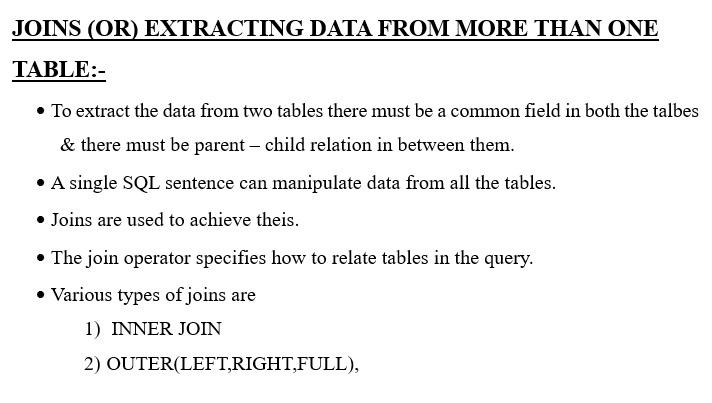 JOINS (OR) EXTRACTING DATA FROM MORE THAN ONE
TABLE:-
• To extract the data from two tables there must be a common field in both the talbes
& there must be parent – child relation in between them.
• A single SQL sentence can manipulate data from all the tables.
• Joins are used to achieve theis.
• The join operator specifies how to relate tables in the query.
• Various types of joins are
1) INNER JOIN
2) OUTER(LEFT,RIGHT,FULL),